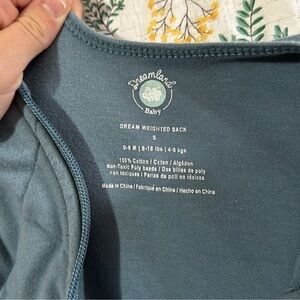 Dreamland
Baby
DREAM WEIGHTED SACK
S
0-6 M | 8-18 lbs | 4-8 kgs
100% Cotton / Coton / Algodón
Non-Toxic Poly beads / Des billes de poly
non toxiques / Perlas de poli no tóxicos
Made in China / Fabriqué en Chine / Hecho en China